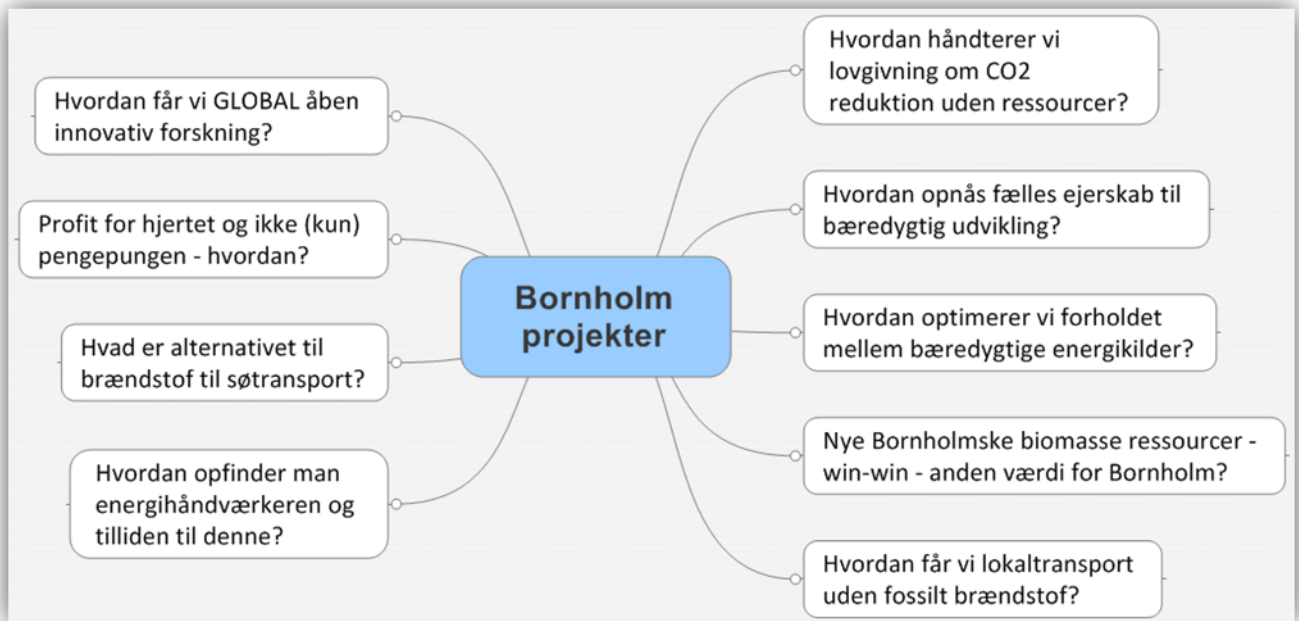 Hvordan får vi GLOBAL åben
innovativ forskning?
Profit for hjertet og ikke (kun)
pengepungen - hvordan?
Hvad er alternativet til
brændstof til søtransport?
Hvordan opfinder man
energihåndværkeren og
tilliden til denne?
Bornholm
projekter
Hvordan håndterer vi
lovgivning om CO2
reduktion uden ressourcer?
Hvordan opnås fælles ejerskab til
bæredygtig udvikling?
Hvordan optimerer vi forholdet
mellem bæredygtige energikilder?
Nye Bornholmske biomasse ressourcer -
win-win - anden værdi for Bornholm?
Hvordan får vi lokaltransport
uden fossilt brændstof?